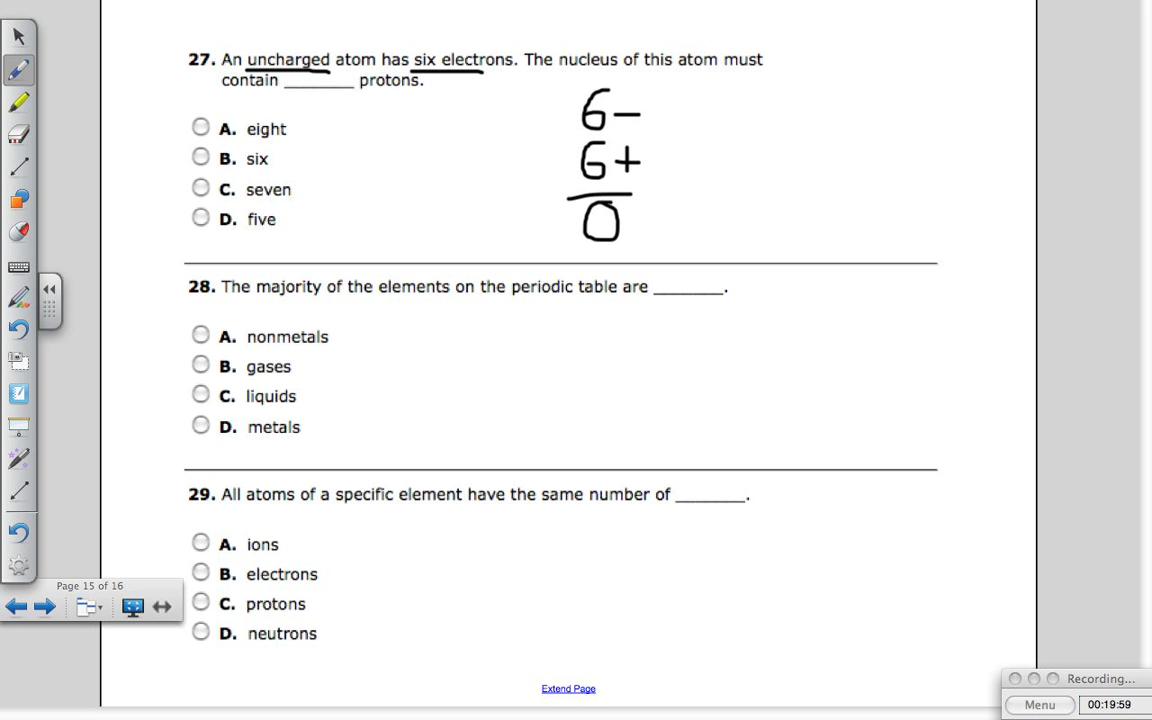 27. An uncharged atom has six electrons. The nucleus of this atom must
contain _______ protons.
A. eight
B. six
C. seven
D. five
6-
6+
0
28. The majority of the elements on the periodic table are _______.
A. nonmetals
B. gases
C. liquids
D. metals
29. All atoms of a specific element have the same number of _______.
A. ions
B. electrons
C. protons
D. neutrons
Page 15 of 16
Extend Page
Recording...
Menu 00:19:59